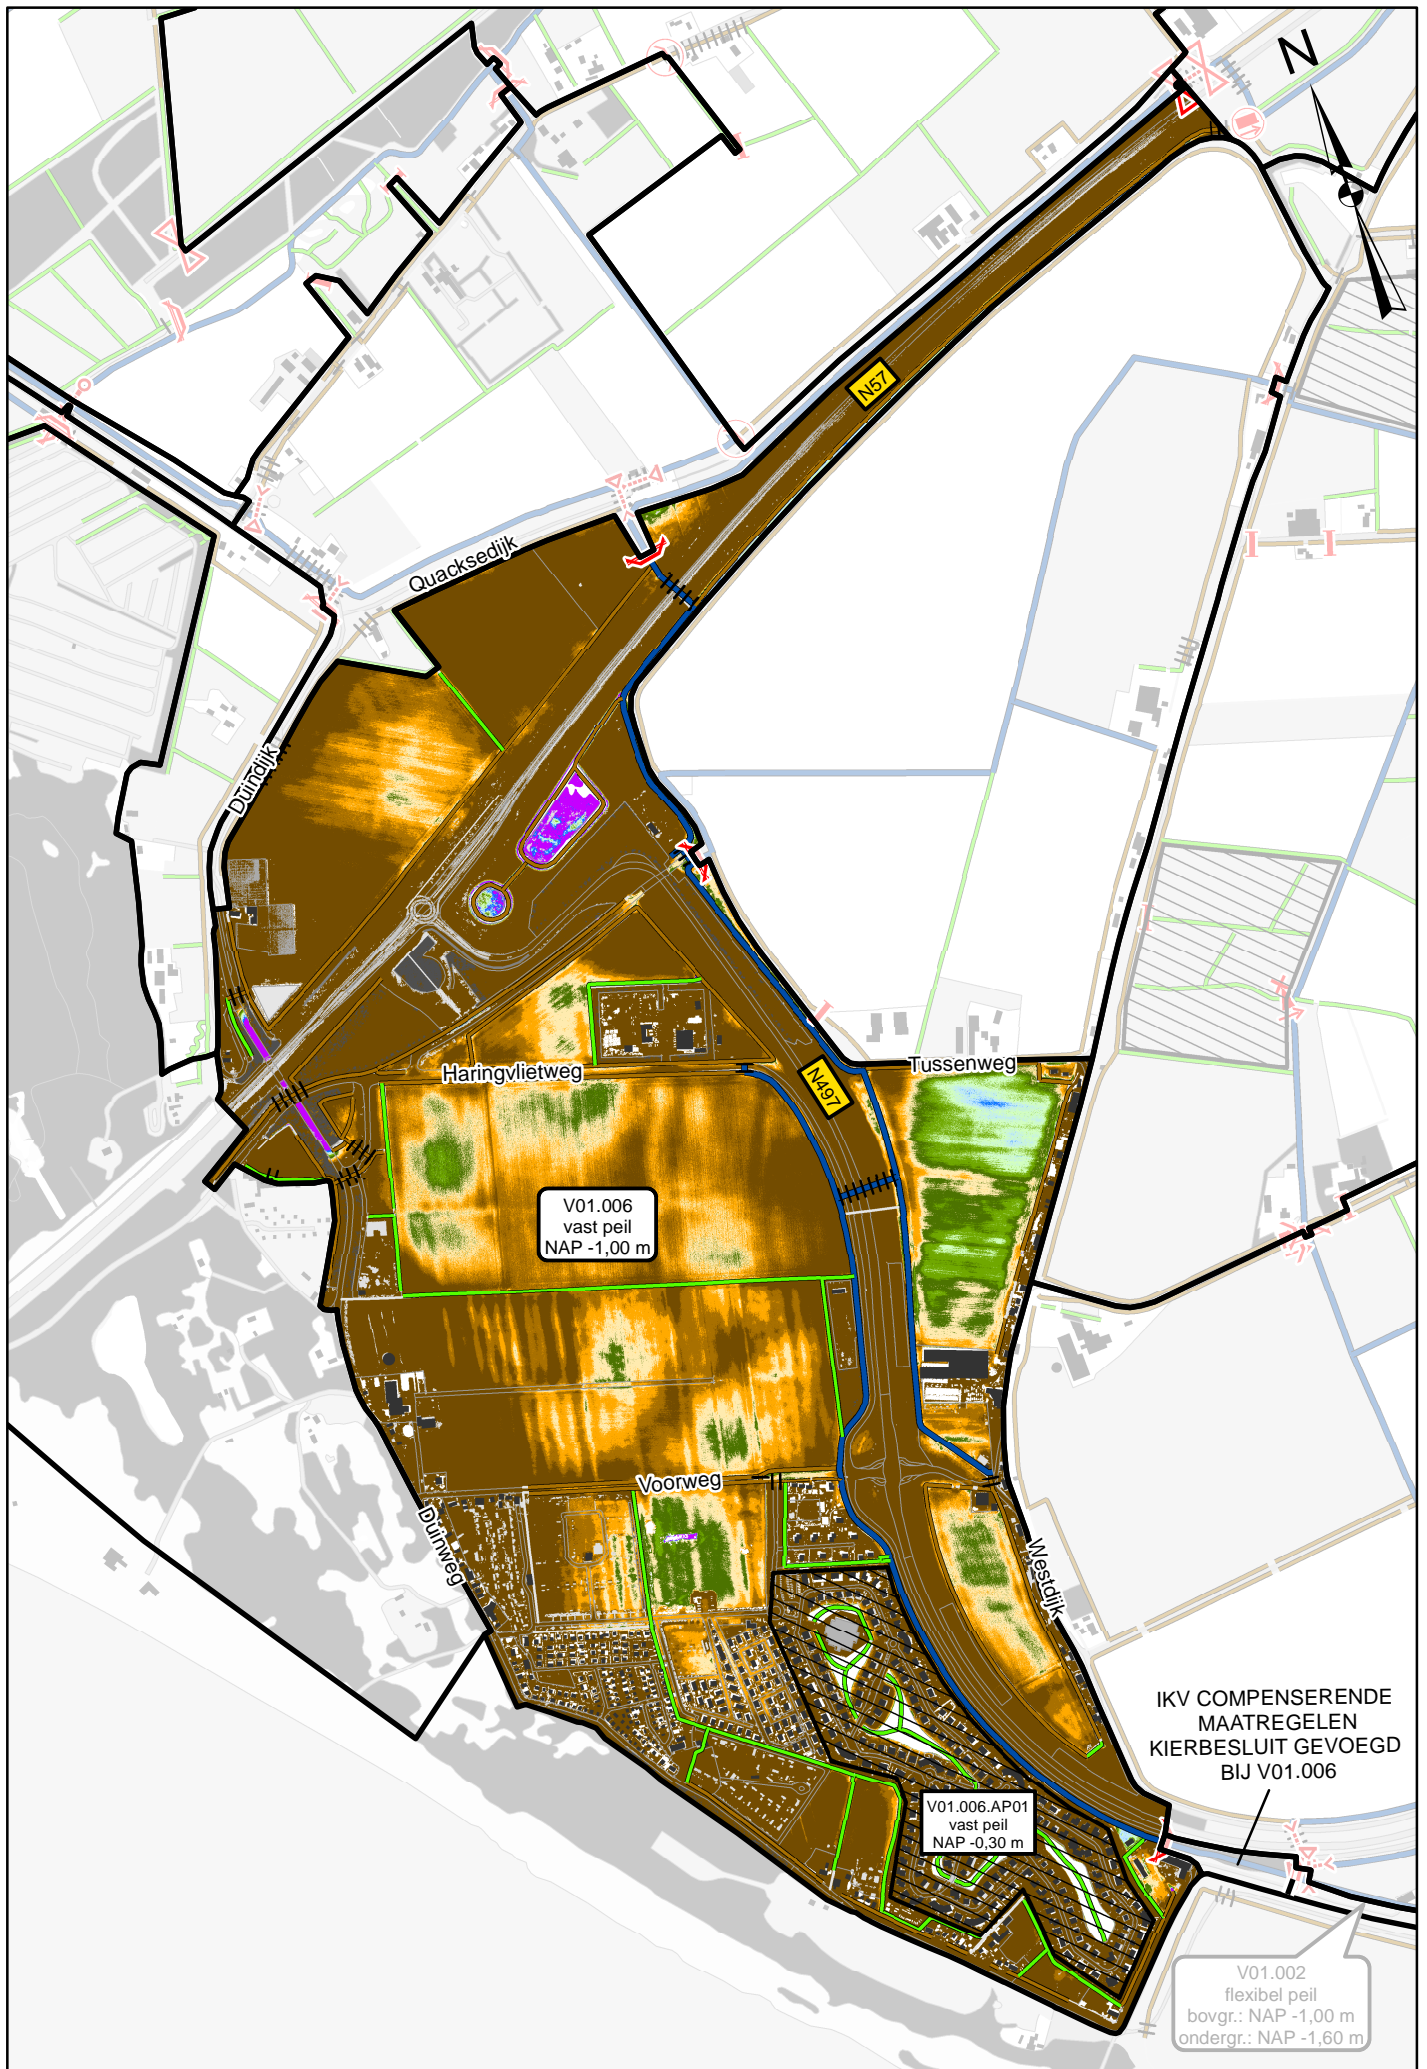 N
N57
Quacksedijk
Duindijk
Haringvlietweg
Tussenweg
N497
V01.006
vast peil
NAP -1,00 m
Voorweg
Duinweg
Westdijk
IKV COMPENSERENDE
MAATREGELEN
KIERBESLUIT GEVOEGD
BIJ V01.006
V01.006.AP01
vast peil
NAP -0,30 m
V01.002
flexibel peil
bovgr.: NAP -1,00 m
ondergr.: NAP -1,60 m